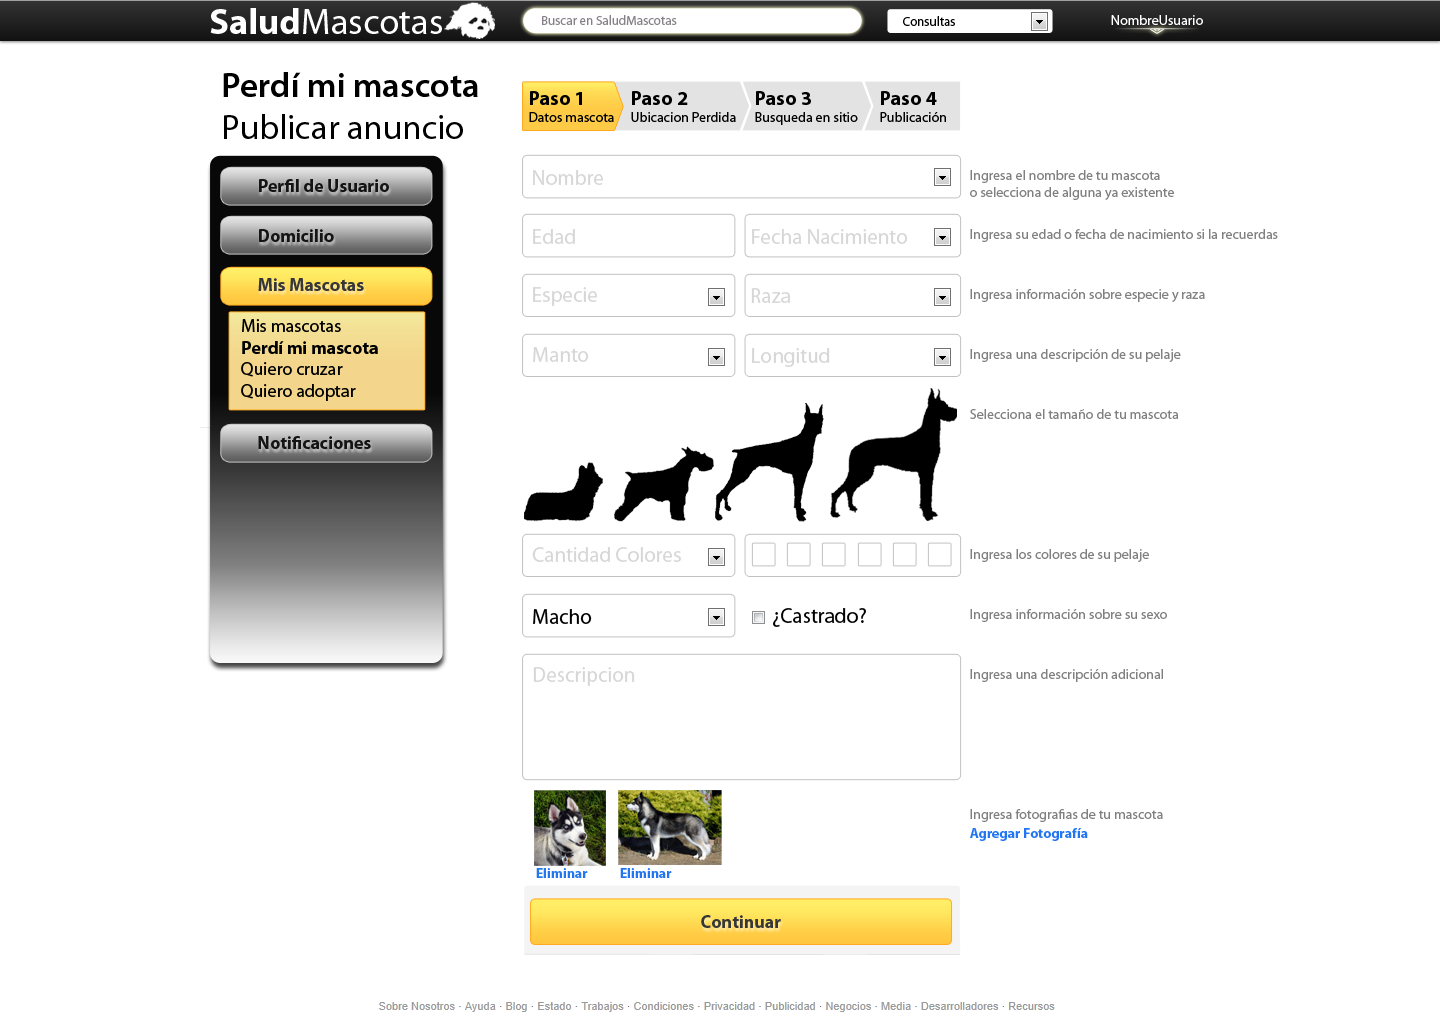 SaludMascotas
Buscar en SaludMascotas
Consultas
NombreUsuario
Perdí mi mascota
Publicar anuncio
Perfil de Usuario
Domicilio
Mis Mascotas
Mis mascotas
Perdí mi mascota
Quiero cruzar
Quiero adoptar
Notificaciones
Paso 1
Datos mascota
Paso 2
Ubicacion Perdida
Paso 3
Busqueda en sitio
Paso 4
Publicación
Nombre
Ingresa el nombre de tu mascota
o selecciona de alguna ya existente
Edad
Fecha Nacimiento
Ingresa su edad o fecha de nacimiento si la recuerdas
Especie
Raza
Ingresa información sobre especie y raza
Manto
Longitud
Ingresa una descripción de su pelaje
Selecciona el tamaño de tu mascota
Cantidad Colores
Ingresa los colores de su pelaje
Macho
¿Castrado?
Ingresa información sobre su sexo
Descripcion
Ingresa una descripción adicional
Eliminar
Eliminar
Ingresa fotografias de tu mascota
Agregar Fotografía
Continuar
Sobre Nosotros · Ayuda · Blog · Estado · Trabajos · Condiciones · Privacidad · Publicidad · Negocios · Media · Desarrolladores · Recursos